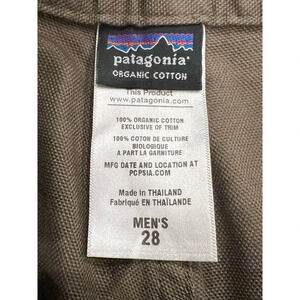 patagonia®
ORGANIC COTTON
This Product
www.patagonia.com
100% ORGANIC COTTON
EXCLUSIVE OF TRIM
100% COTON DE CULTURE
BIOLOGIQUE
A PART LA GARNITURE
MFG DATE AND LOCATION AT
PCPSIA.COM
Made in THAILAND
Fabriqué EN THAÏLANDE
MEN'S
28